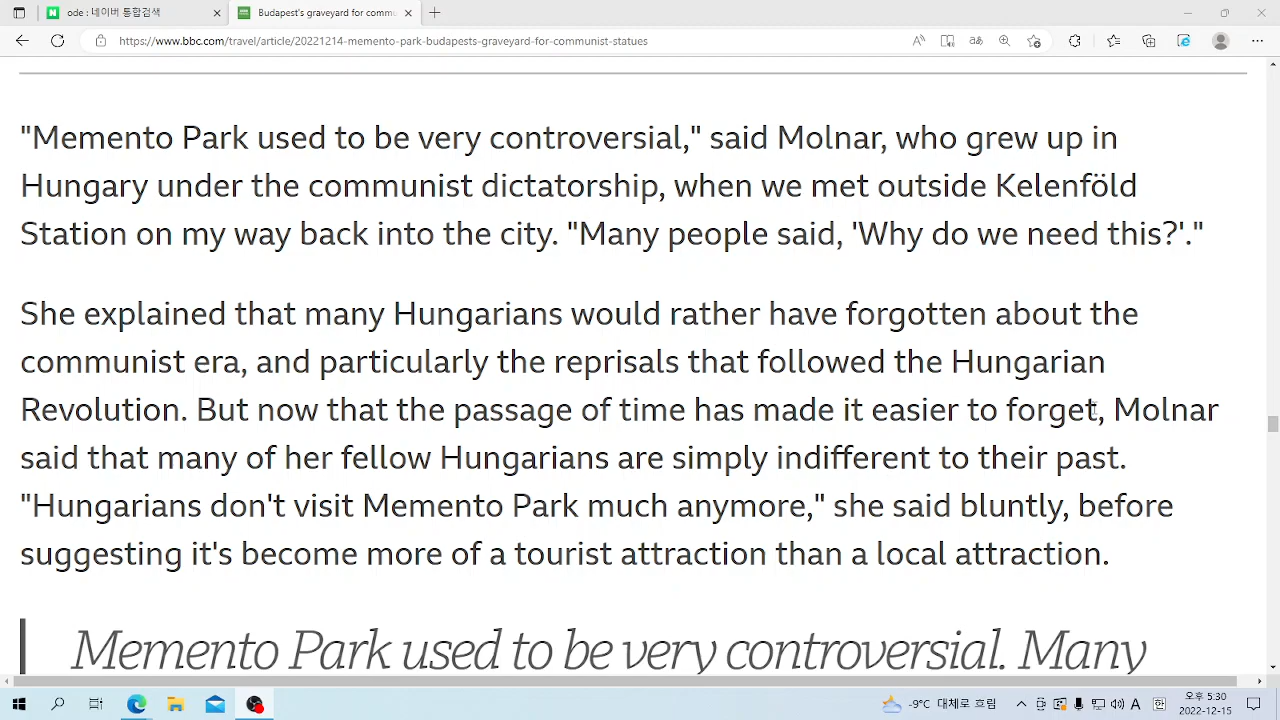 ode : 네이버 통합검색
Budapest's graveyard for commu
https://www.bbc.com/travel/article/20221214-memento-park-budapests-graveyard-for-communist-statues
"Memento Park used to be very controversial," said Molnar, who grew up in
Hungary under the communist dictatorship, when we met outside Kelenföld
Station on my way back into the city. "Many people said, 'Why do we need this?'."
She explained that many Hungarians would rather have forgotten about the
communist era, and particularly the reprisals that followed the Hungarian
Revolution. But now that the passage of time has made it easier to forget, Molnar
said that many of her fellow Hungarians are simply indifferent to their past.
"Hungarians don't visit Memento Park much anymore," she said bluntly, before
suggesting it's become more of a tourist attraction than a local attraction.
Memento Park used to be very controversial. Many
-9°C 대체로 흐림
A
오후 5:30
2022-12-15